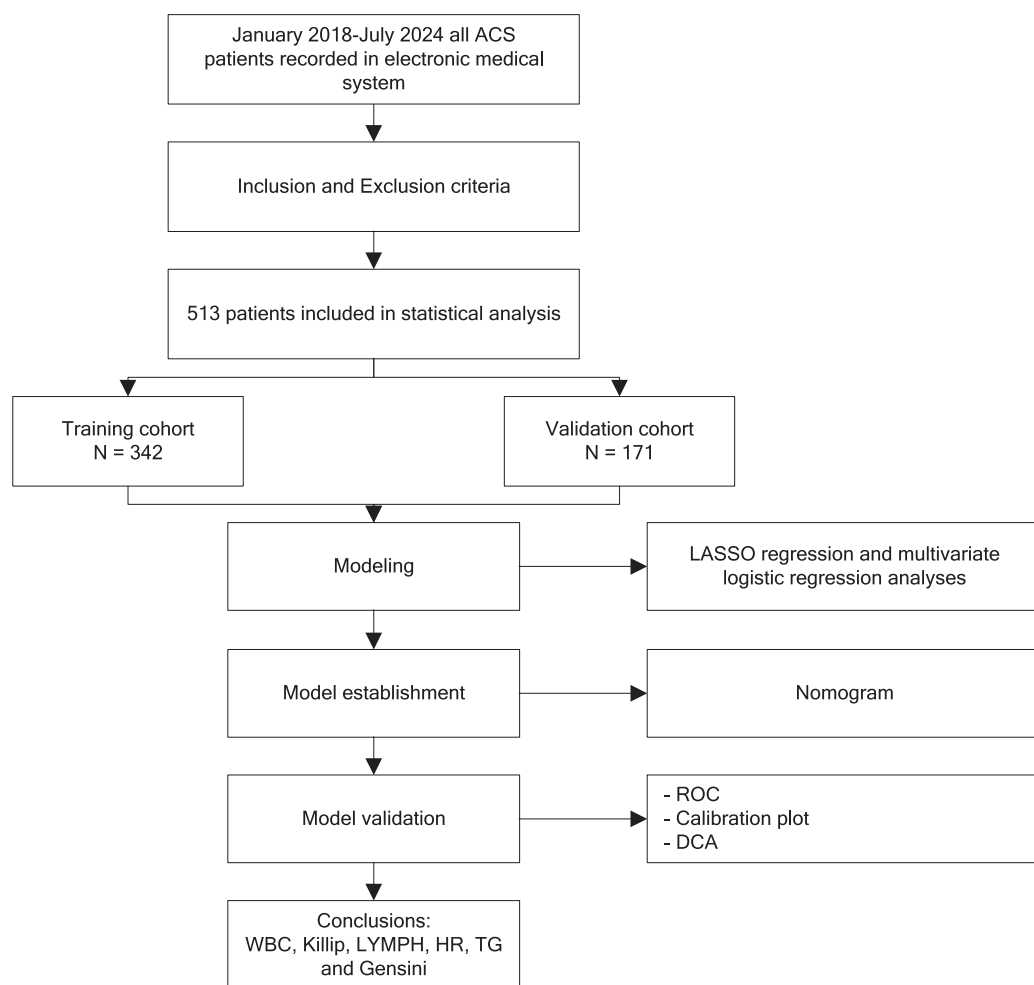 January 2018-July 2024 all ACS
patients recorded in electronic medical
system
Inclusion and Exclusion criteria
513 patients included in statistical analysis
Training cohort
N = 342
Validation cohort
N = 171
Modeling
LASSO regression and multivariate
logistic regression analyses
Model establishment
Nomogram
Model validation
- ROC
- Calibration plot
- DCA
Conclusions:
WBC, Killip, LYMPH, HR, TG
and Gensini